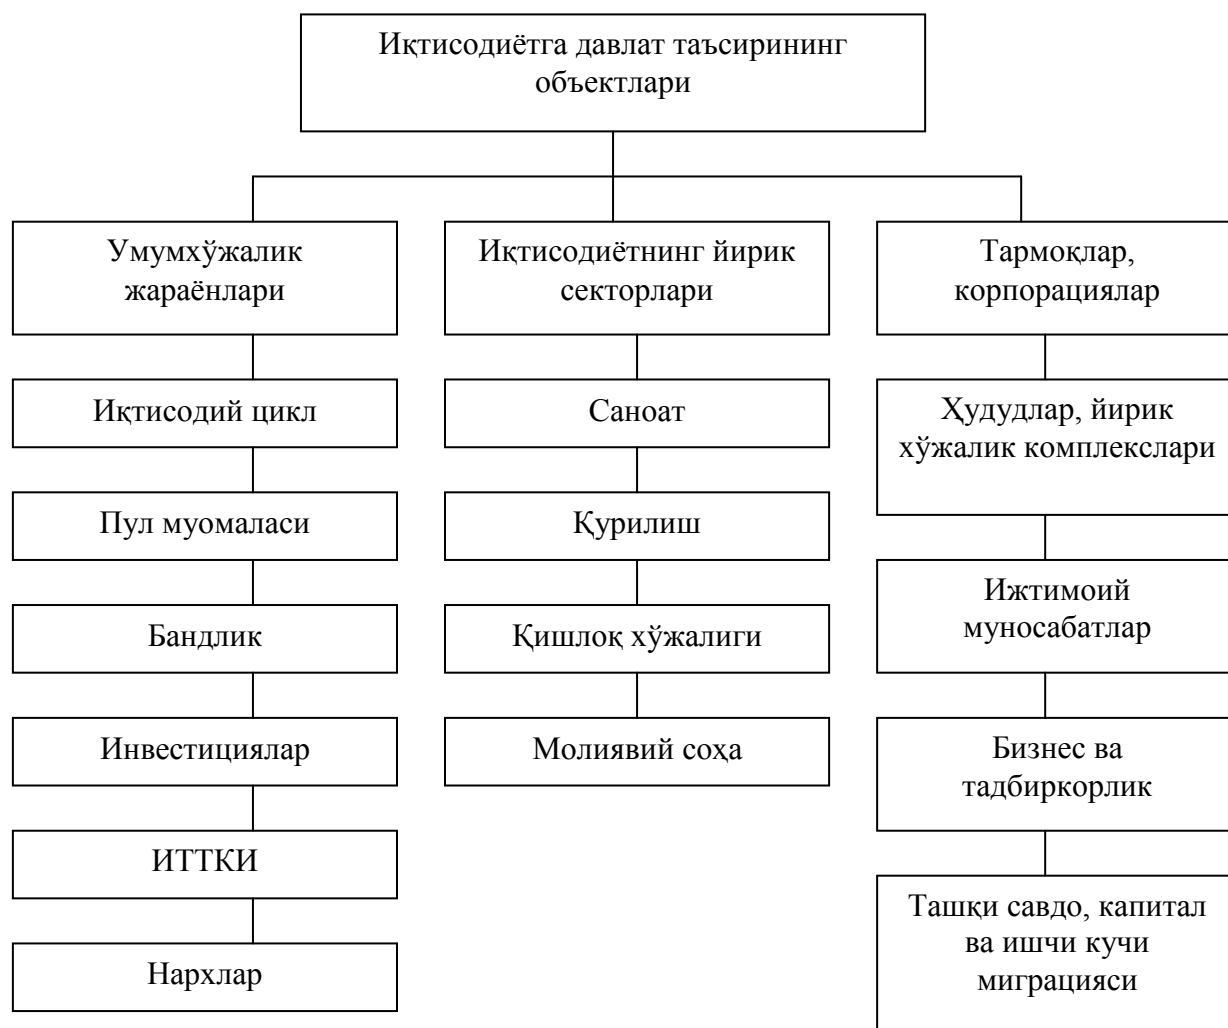 Иқтисодиётга давлат таъсирининг
объектлари
Умумхўжалик
жараёнлари
Иқтисодий цикл
Пул муомаласи
Бандлик
Инвестициялар
ИТТКИ
Нархлар
Иқтисодиётнинг йирик
секторлари
Саноат
Қурилиш
Қишлоқ хўжалиги
Молиявий соҳа
Тармоқлар,
корпорациялар
Ҳудудлар, йирик
хўжалик комплекслари
Ижтимоий
муносабатлар
Бизнес ва
тадбиркорлик
Ташқи савдо, капитал
ва ишчи кучи
миграцияси